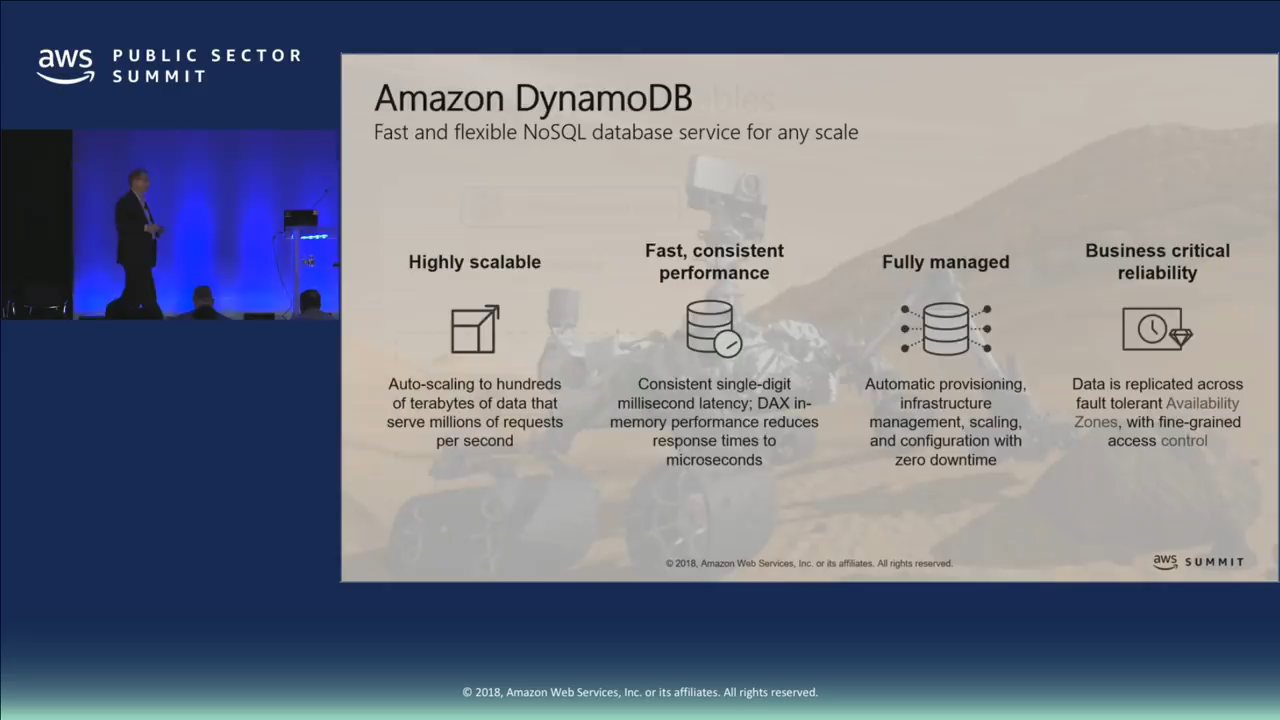 aws PUBLIC SECTOR
SUMMIT
Amazon DynamoDB
Fast and flexible NoSQL database service for any scale
Highly scalable
Auto-scaling to hundreds
of terabytes of data that
serve millions of requests
per second
Fast, consistent
performance
Consistent single-digit
millisecond latency; DAX in-
memory performance reduces
response times to
microseconds
Fully managed
Automatic provisioning,
infrastructure
management, scaling,
and configuration with
zero downtime
Business critical
reliability
Data is replicated across
fault tolerant Availability
Zones, with fine-grained
access control
© 2018, Amazon Web Services, Inc. or its affiliates. All rights reserved.
aws SUMMIT
© 2018, Amazon Web Services, Inc. or its affiliates. All rights reserved.